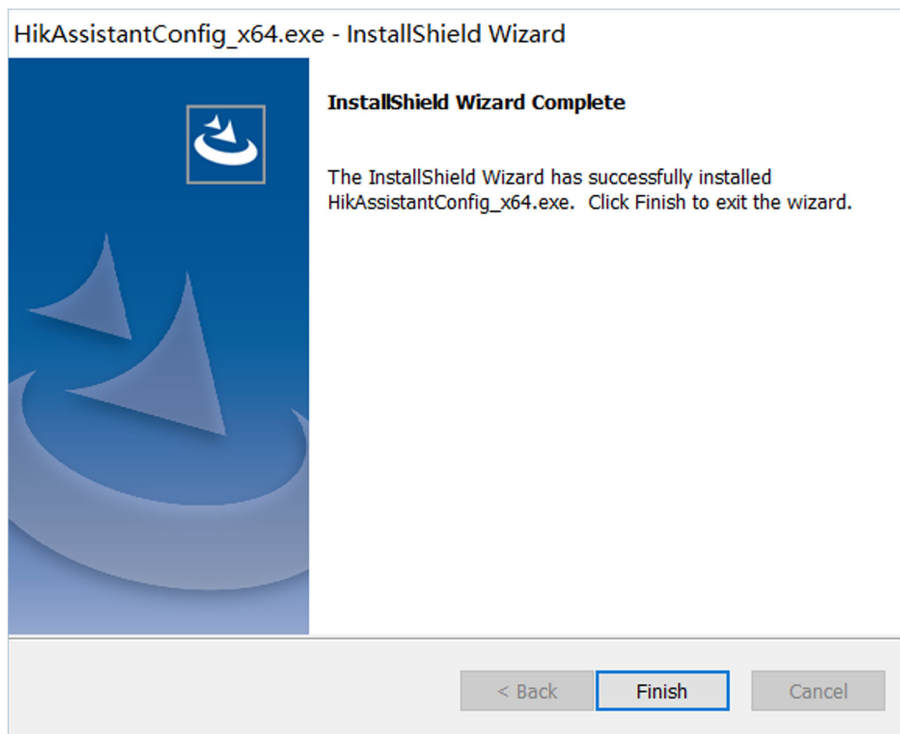 HikAssistantConfig_x64.exe - InstallShield Wizard
InstallShield Wizard Complete
The InstallShield Wizard has successfully installed
HikAssistantConfig_x64.exe. Click Finish to exit the wizard.
< Back
Finish
Cancel